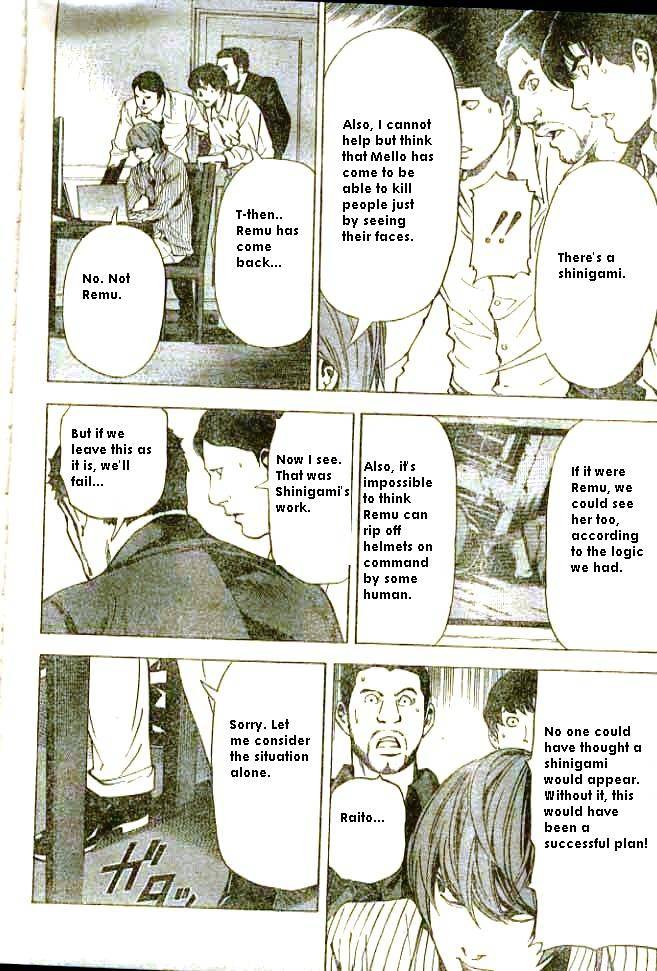 There's a
shinigami.
!!
Also, I cannot
help but think
that Mello has
come to be
able to kill
people just
by seeing
their faces.
T-then..
Remu has
come
back...
No. Not
Remu.
If it were
Remu, we
could see
her too,
according
to the logic
we had.
Also, it's
impossible
to think
Remu can
rip off
helmets on
command
by some
human.
Now I see.
That was
Shinigami's
work.
But if we
leave this as
it is, we'll
fail...
No one could
have thought a
shinigami
would appear.
Without it, this
would have
been a
successful plan!
Raito...
Sorry. Let
me consider
the situation
alone.
ガタッ